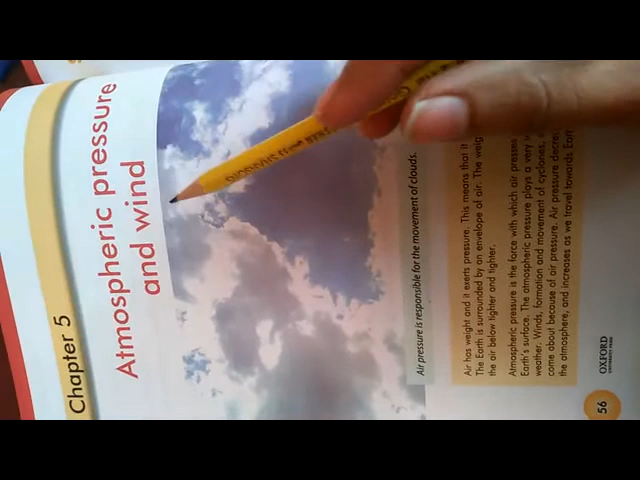 Chapter 5
Atmospheric pressure
and wind
Air pressure is responsible for the movement of clouds.
Air has weight and it exerts pressure. This means that it
The Earth is surrounded by an envelope of air. The weig
the air below lighter and tighter.
Atmospheric pressure is the force with which air presses
Earth's surface. The atmospheric pressure plays a very
weather. Winds, formation and movement of cyclones,
come about because of air pressure. Air pressure decre
the atmosphere, and increases as we travel towards Eart
56
OXFORD
UNIVERSITY PRESS